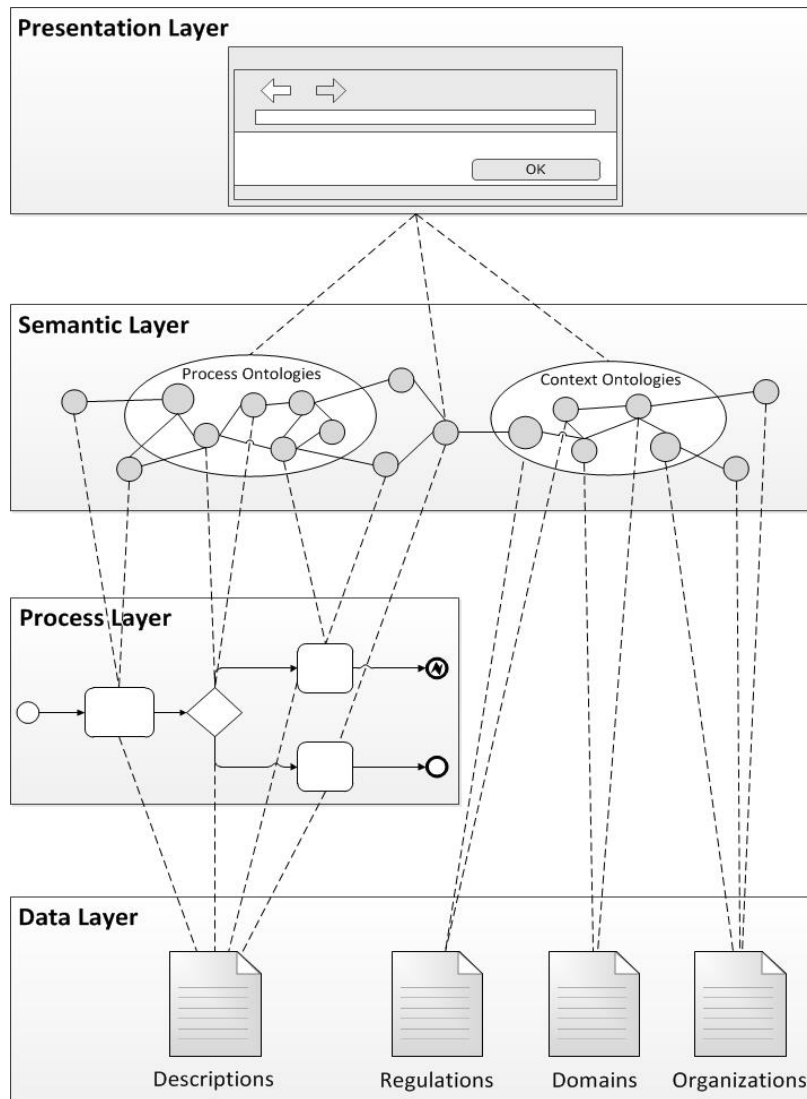 Presentation Layer
OK
Semantic Layer
Process Ontologies
Context Ontologies
Process Layer
Data Layer
Descriptions
Regulations
Domains
Organizations